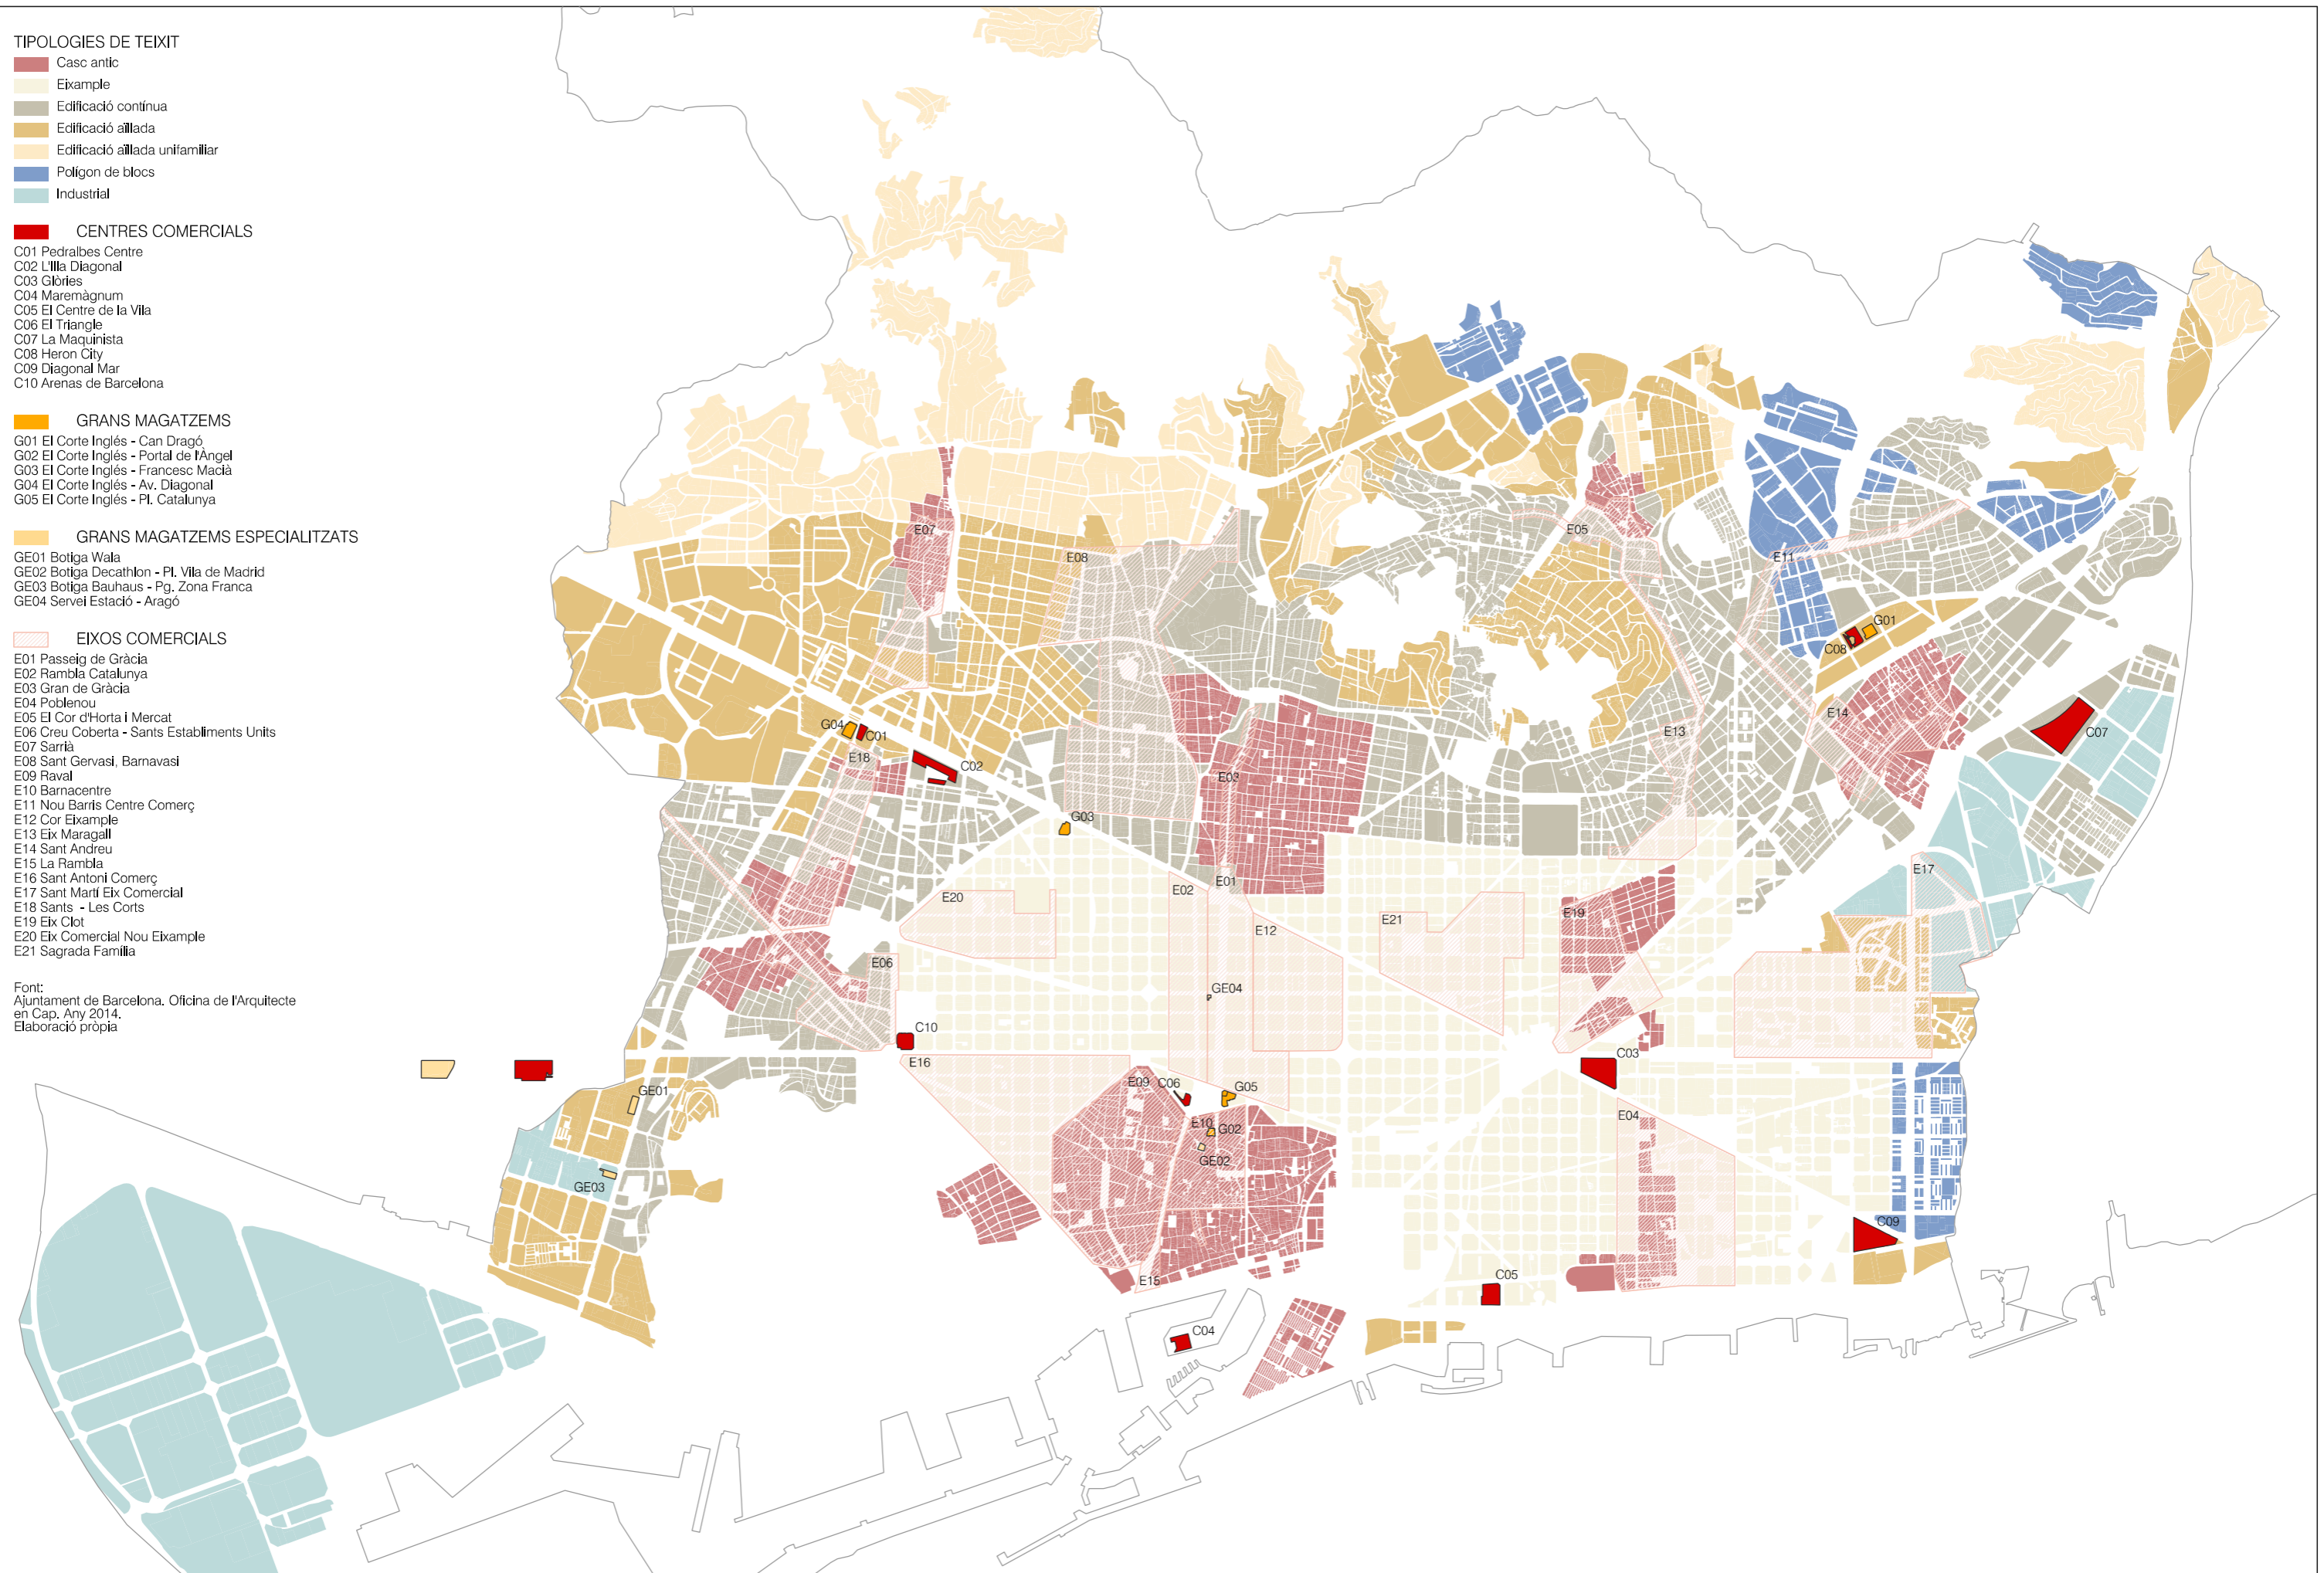 TIPOLOGIES DE TEIXIT
Casc antic
Eixample
Edificació contínua
Edificació aïllada
Edificació aïllada unifamiliar
Polígon de blocs
Industrial
CENTRES COMERCIALS
C01 Pedralbes Centre
C02 L'Illa Diagonal
C03 Glòries
C04 Maremàgnum
C05 El Centre de la Vila
C06 El Triangle
C07 La Maquinista
C08 Heron City
C09 Diagonal Mar
C10 Arenas de Barcelona
GRANS MAGATZEMS
G01 El Corte Inglés - Can Dragó
G02 El Corte Inglés - Portal de l'Àngel
G03 El Corte Inglés - Francesc Macià
G04 El Corte Inglés - Av. Diagonal
G05 El Corte Inglés - Pl. Catalunya
GRANS MAGATZEMS ESPECIALITZATS
GE01 Botiga Wala
GE02 Botiga Decathlon - Pl. Vila de Madrid
GE03 Botiga Bauhaus - Pg. Zona Franca
GE04 Servei Estació - Aragó
EIXOS COMERCIALS
E01 Passeig de Gràcia
E02 Rambla Catalunya
E03 Gran de Gràcia
E04 Poblenou
E05 El Cor d'Horta i Mercat
E06 Creu Coberta - Sants Establiments Units
E07 Sarrià
E08 Sant Gervasi, Barnavasi
E09 Raval
E10 Barnacentre
E11 Nou Barris Centre Comerç
E12 Cor Eixample
E13 Eix Maragall
E14 Sant Andreu
E15 La Rambla
E16 Sant Antoni Comerç
E17 Sant Martí Eix Comercial
E18 Sants - Les Corts
E19 Eix Clot
E20 Eix Comercial Nou Eixample
E21 Sagrada Família
Font:
Ajuntament de Barcelona. Oficina de l'Arquitecte
en Cap. Any 2014.
Elaboració pròpia
E07
E08
E05
E11
G01
C08
E14
C07
E13
G04
C01
E18
C02
E03
G03
E17
E01
E02
E20
E21
E19
E12
E06
GE04
C10
E16
C03
E09
C06
G05
GE01
E04
E10
G02
GE02
GE03
C09
C05
E15
C04